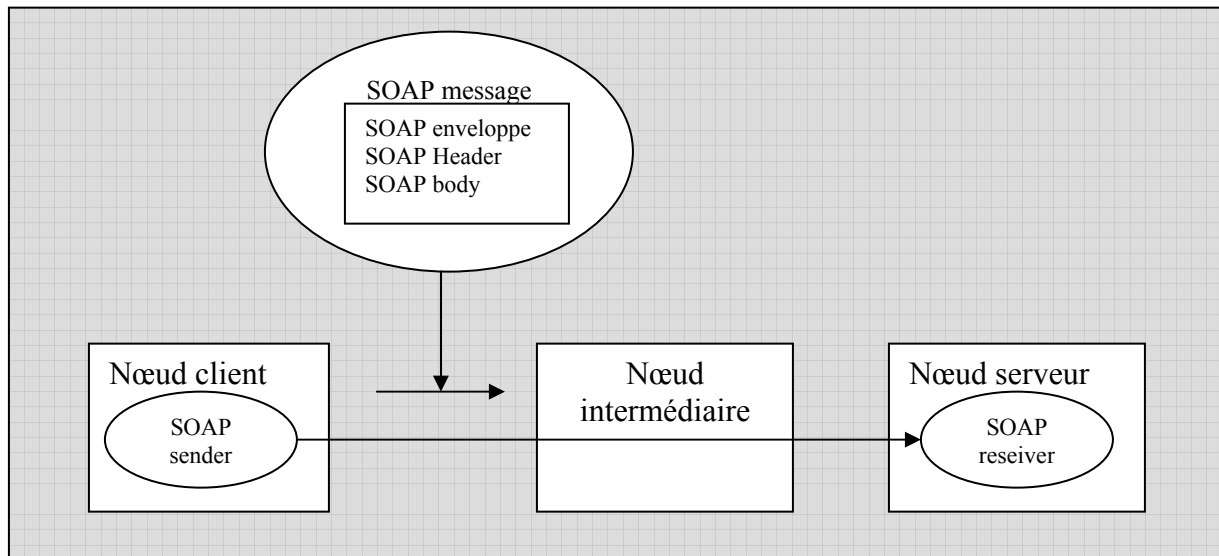 SOAP message
SOAP enveloppe
SOAP Header
SOAP body
Nœud client
SOAP
sender
Nœud
intermédiaire
Nœud serveur
SOAP
reseiver